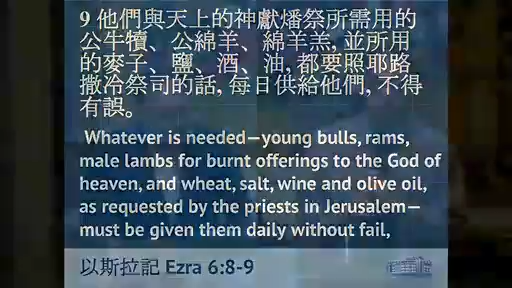 9 他們與天上的神獻燔祭所需用的
公牛犢、公綿羊、綿羊羔, 並所用
的麥子、鹽、酒、油, 都要照耶路
撒冷祭司的話, 每日供給他們, 不得
有誤。
Whatever is needed—young bulls, rams,
male lambs for burnt offerings to the God of
heaven, and wheat, salt, wine and olive oil,
as requested by the priests in Jerusalem—
must be given them daily without fail,
以斯拉記 Ezra 6:8-9